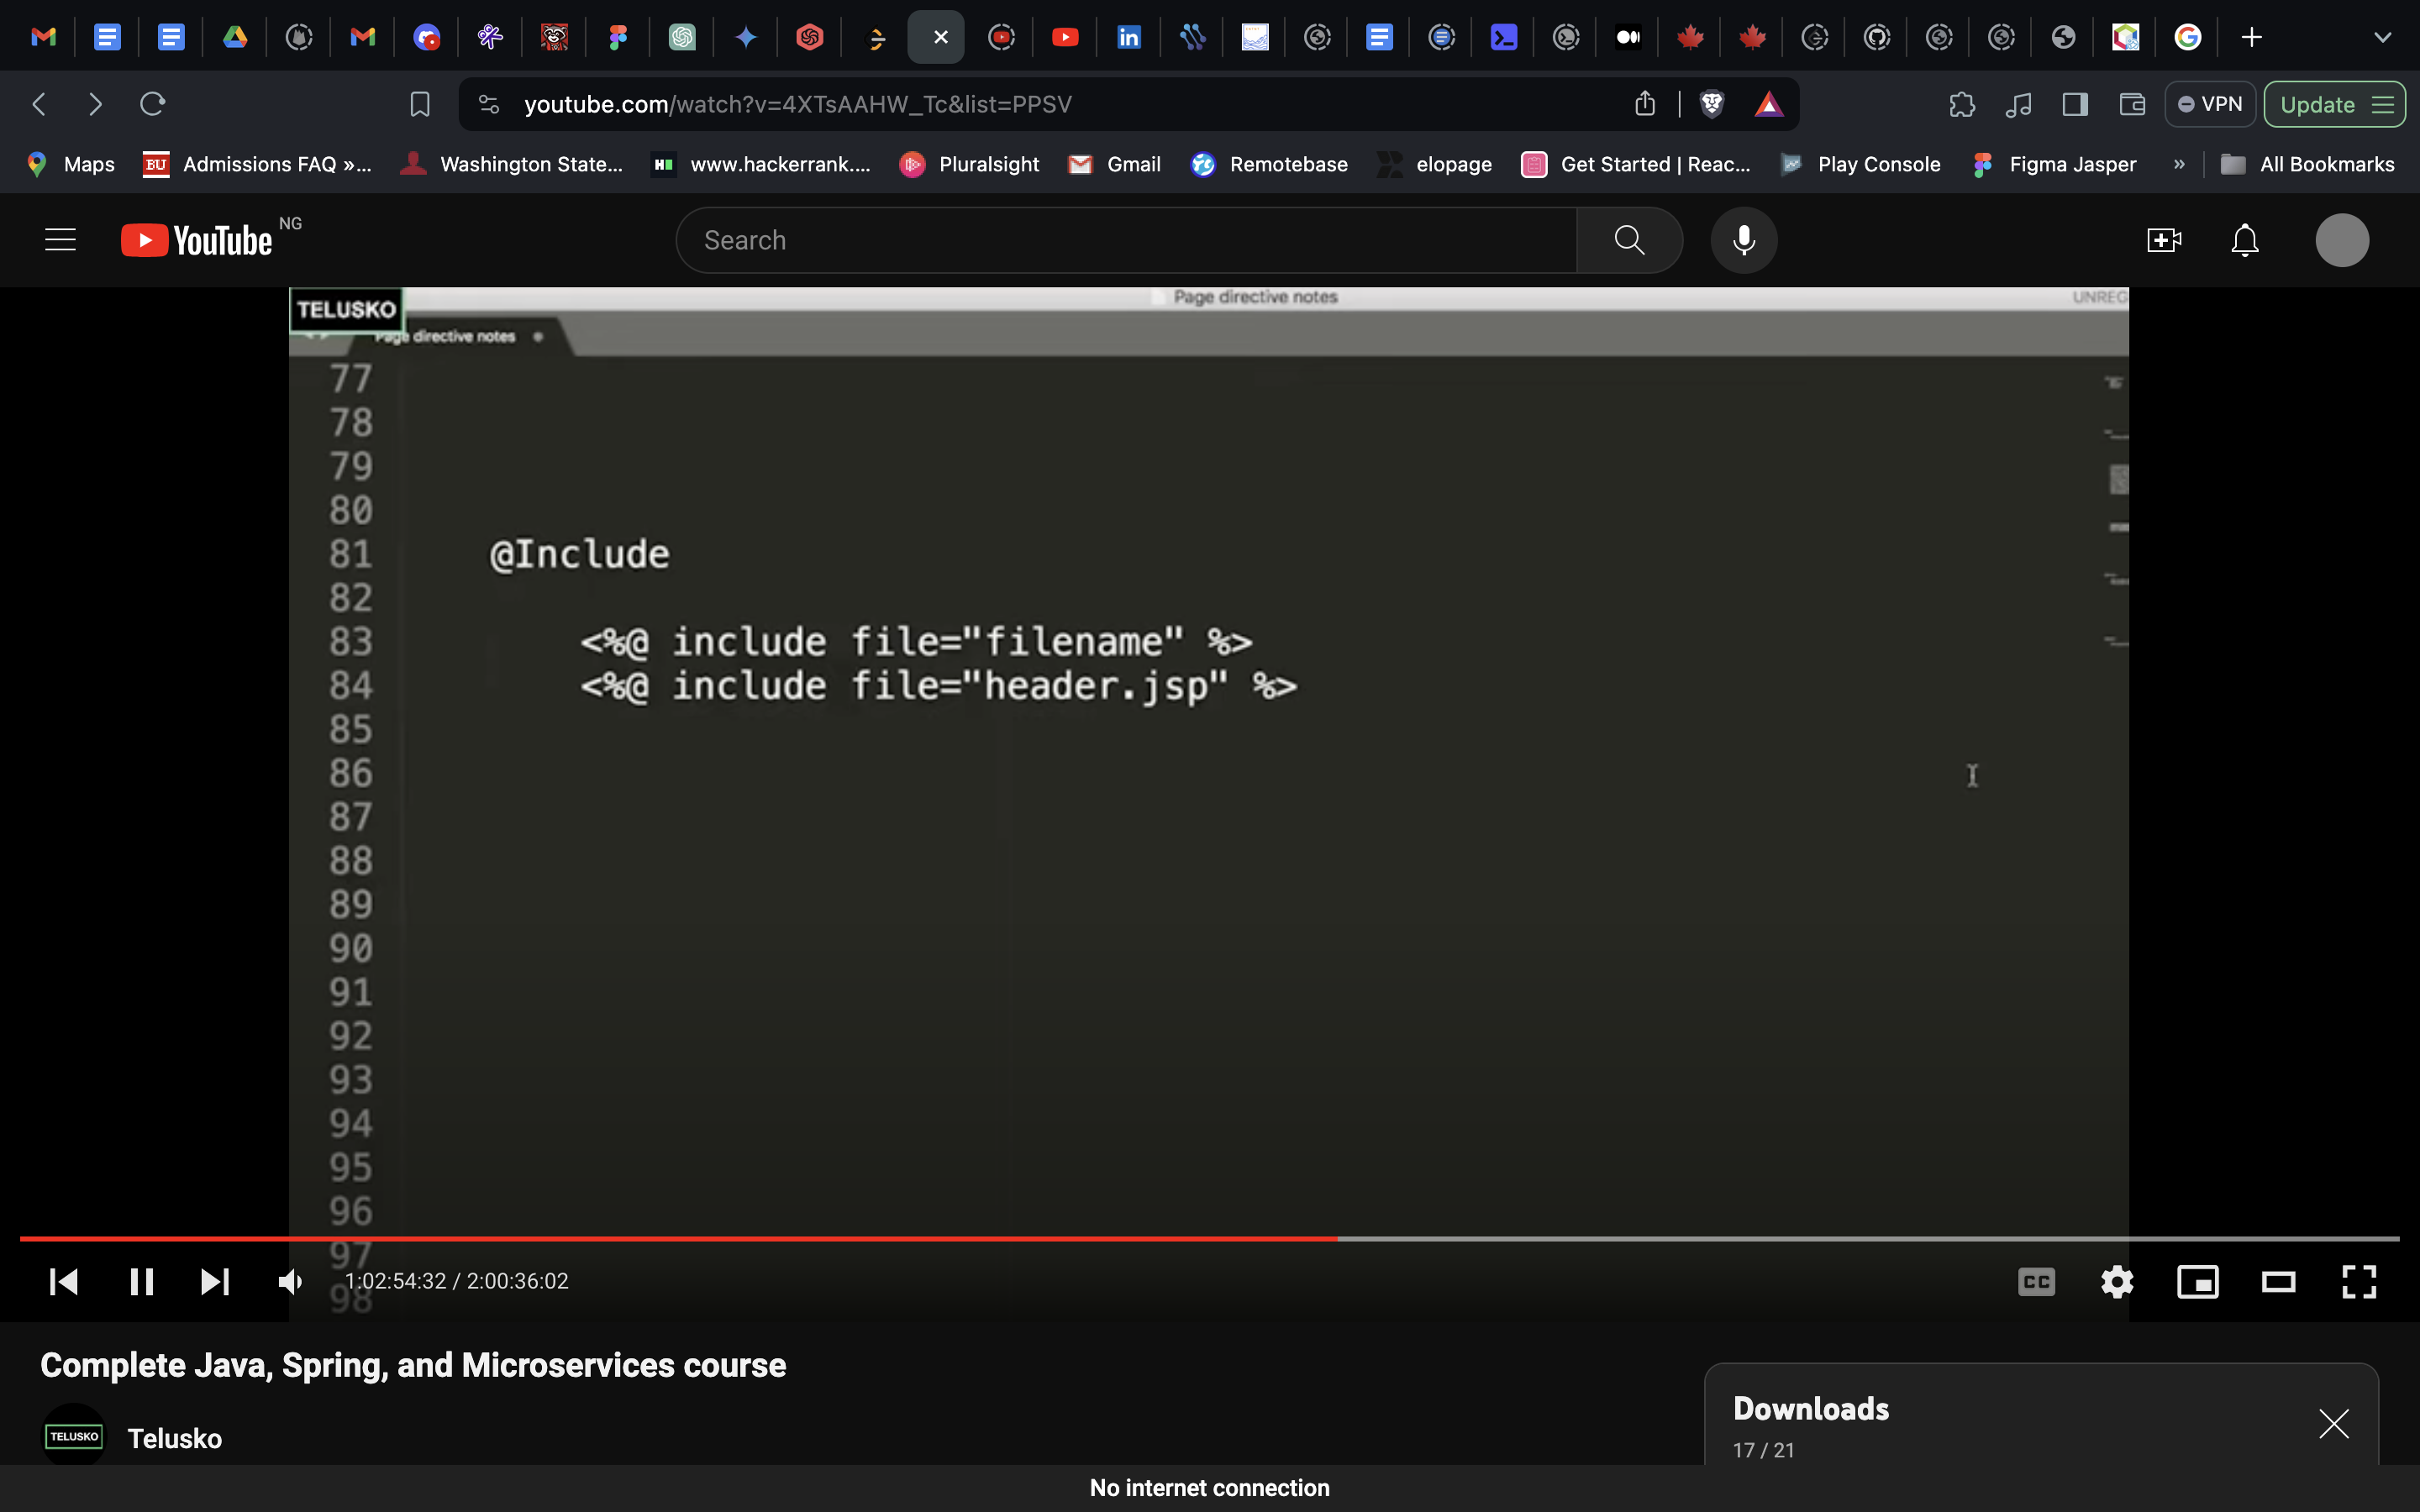 youtube.com/watch?v=4XTsAAHW_Tc&list=PPSV
VPN
Update
Maps
BU Admissions FAQ »...
Washington State...
H www.hackerrank....
Pluralsight
Gmail
Remotebase
elopage
Get Started | Reac...
Play Console
Figma Jasper
»
All Bookmarks
YouTube NG
Search
TELUSKO
Page directive notes
UNREG
Page directive notes
77
78
79
80
81 @Include
82
83 <%@ include file="filename" %>
84 <%@ include file="header.jsp" %>
85
86
87
88
89
90
91
92
93
94
95
96
97
98
1:02:54:32 / 2:00:36:02
CC
Complete Java, Spring, and Microservices course
TELUSKO
Telusko
Downloads
17 / 21
No internet connection